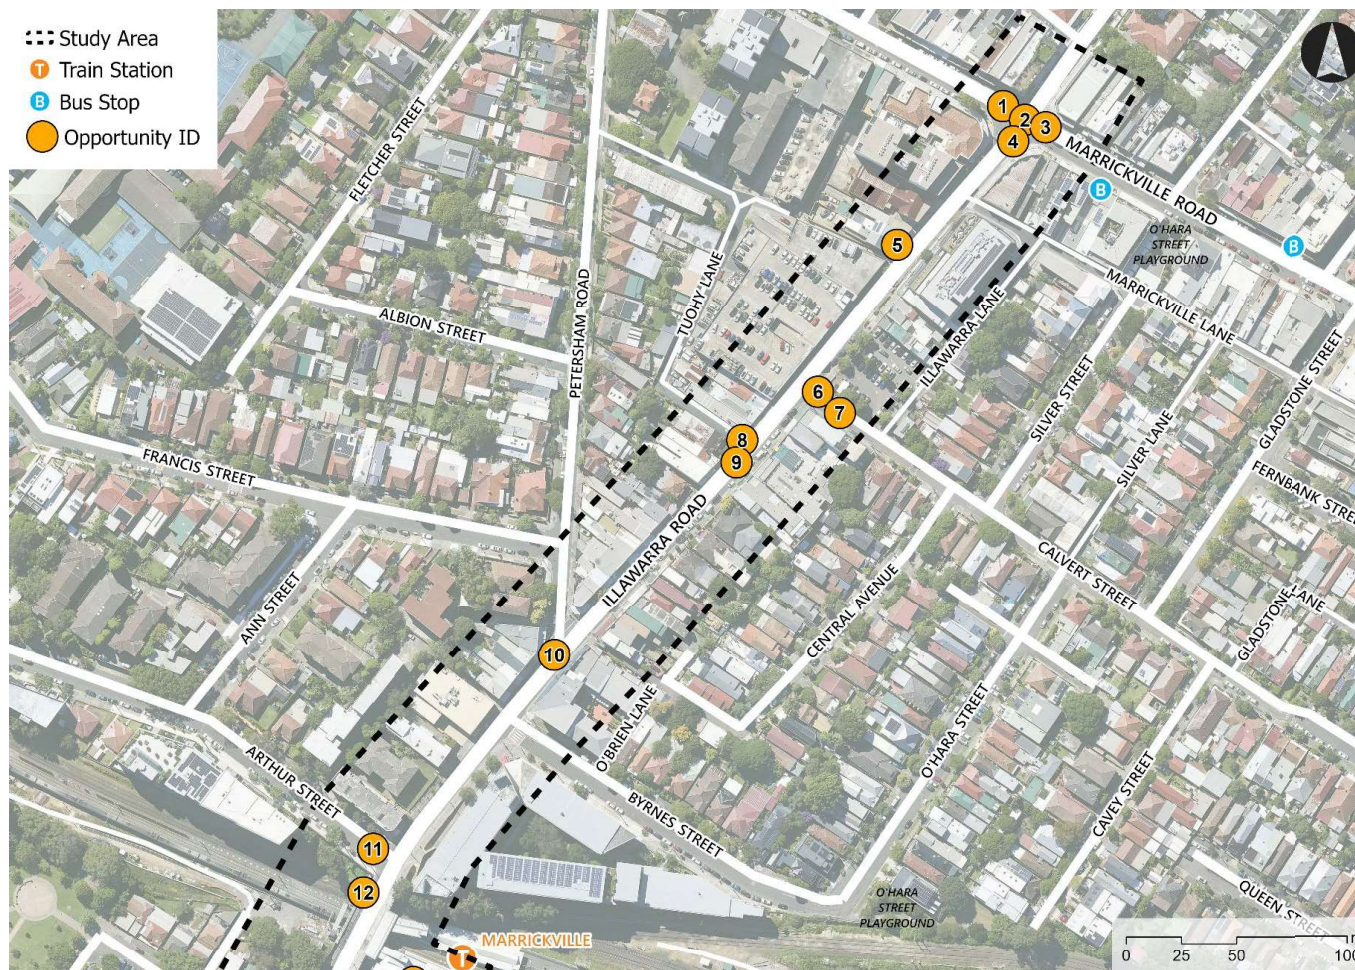 Study Area
T Train Station
B Bus Stop
Opportunity ID
1
2
3
4
MARRICKVILLE ROAD
B
B
O'HARA
STREET
PLAYGROUND
FLETCHER STREET
5
TUOHY LANE
PETERSHAM ROAD
ALBION STREET
ILLAWARRA LANE
MARRICKVILLE LANE
SILVER STREET
SILVER LANE
GLADSTONE STREET
6
7
8
9
FRANCIS STREET
ILLAWARRA ROAD
FERNBANK STREE
CALVERT STREET
ANN STREET
CENTRAL AVENUE
GLADSTONE LANE
10
O'BRIEN LANE
O'HARA STREET
ARTHUR STREET
BYRNES STREET
CAVEY STREET
11
12
O'HARA
STREET
PLAYGROUND
QUEEN STREET
MARRICKVILLE
T
0 25 50 100